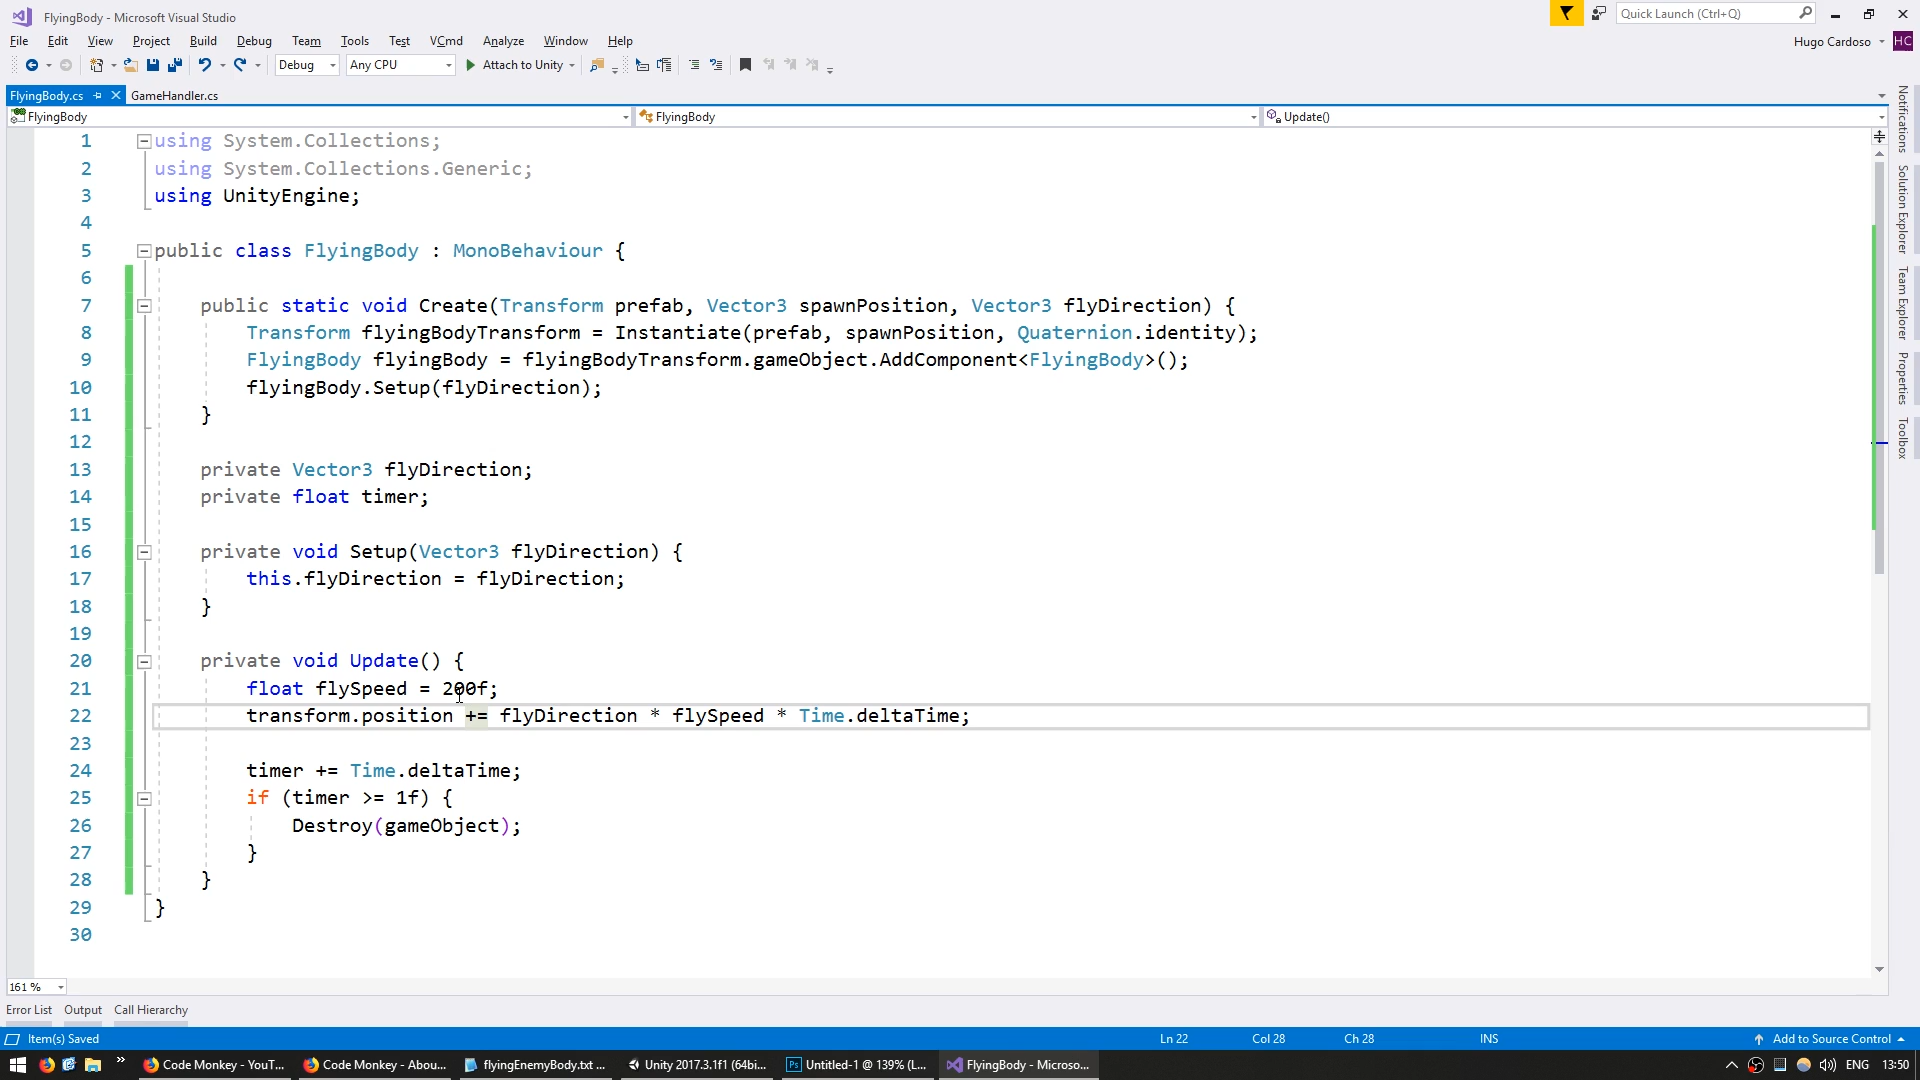 FlyingBody - Microsoft Visual Studio
Quick Launch (Ctrl+Q)
File Edit View Project Build Debug Team Tools Test VCmd Analyze Window Help
Hugo Cardoso HC
Debug Any CPU Attach to Unity
FlyingBody.cs GameHandler.cs
FlyingBody FlyingBody Update()
1 using System.Collections;
2 using System.Collections.Generic;
3 using UnityEngine;
4
5 public class FlyingBody : MonoBehaviour {
6
7 public static void Create(Transform prefab, Vector3 spawnPosition, Vector3 flyDirection) {
8 Transform flyingBodyTransform = Instantiate(prefab, spawnPosition, Quaternion.identity);
9 FlyingBody flyingBody = flyingBodyTransform.gameObject.AddComponent<FlyingBody>();
10 flyingBody.Setup(flyDirection);
11 }
12
13 private Vector3 flyDirection;
14 private float timer;
15
16 private void Setup(Vector3 flyDirection) {
17 this.flyDirection = flyDirection;
18 }
19
20 private void Update() {
21 float flySpeed = 200f;
22 transform.position += flyDirection * flySpeed * Time.deltaTime;
23
24 timer += Time.deltaTime;
25 if (timer >= 1f) {
26 Destroy(gameObject);
27 }
28 }
29 }
30
Notifications
Solution Explorer
Team Explorer
Properties
Toolbox
161 %
Error List Output Call Hierarchy
Item(s) Saved Ln 22 Col 28 Ch 28 INS Add to Source Control
Code Monkey - YouT... Code Monkey - Abou... flyingEnemyBody.txt ... Unity 2017.3.1f1 (64bi... Untitled-1 @ 139% (L... FlyingBody - Microso... ENG 13:50